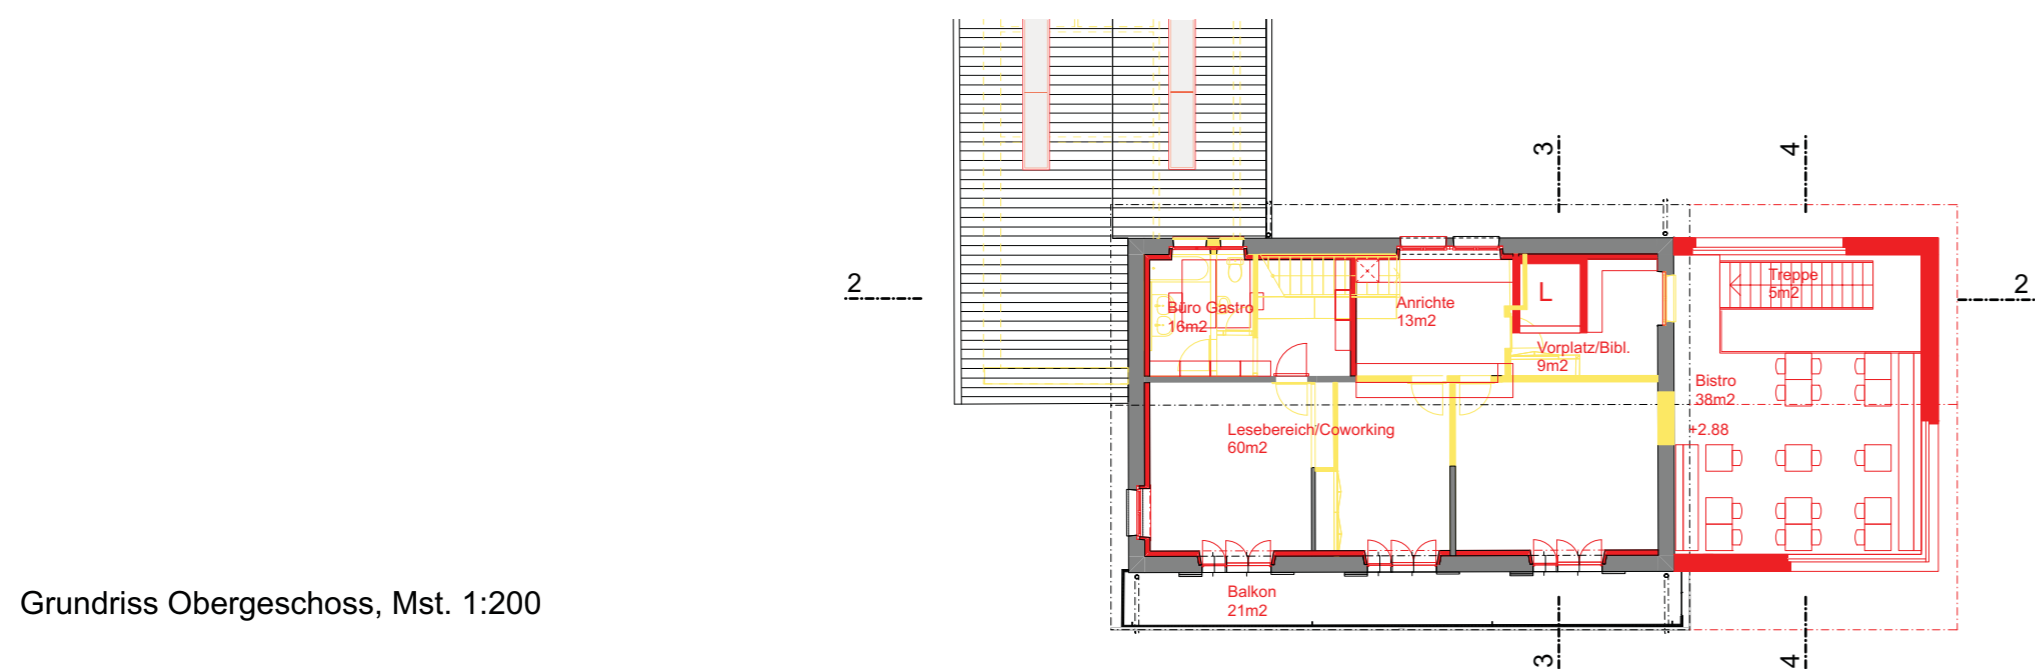 3
4
2
2
Treppe
5m2
L
Büro Gastro
16m2
Anrichte
13m2
Vorplatz/Bibl.
9m2
Bistro
38m2
+2.88
Lesebereich/Coworking
60m2
Balkon
21m2
Grundriss Obergeschoss, Mst. 1:200
3
4